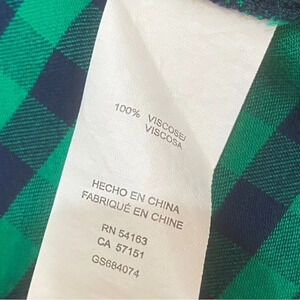 100% VISCOSE/
VISCOSA
HECHO EN CHINA
FABRIQUÉ EN CHINE
RN 54163
CA 57151
GS684074